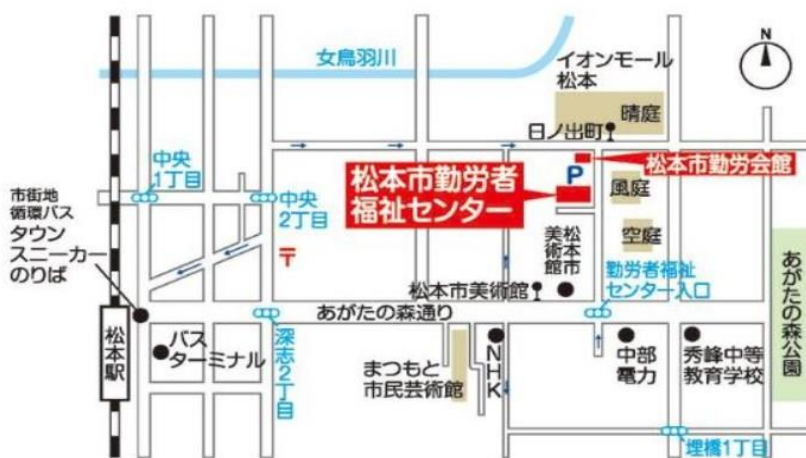 女鳥羽川
N
イオンモール
松本
晴庭
日ノ出町
松本市勤労会館
P
松本市勤労者
福祉センター
風庭
空庭
中央
1丁目
中央
2丁目
市街地
循環バス
タウン
スニーカー
のりば
〒
松本市
美術館
松本市美術館
勤労者福祉
センター入口
あがたの森通り
あがたの森公園
松本駅
バス
ターミナル
深志2丁目
まつもと
市民芸術館
NHK
中部
電力
秀峰中等
教育学校
埋橋1丁目